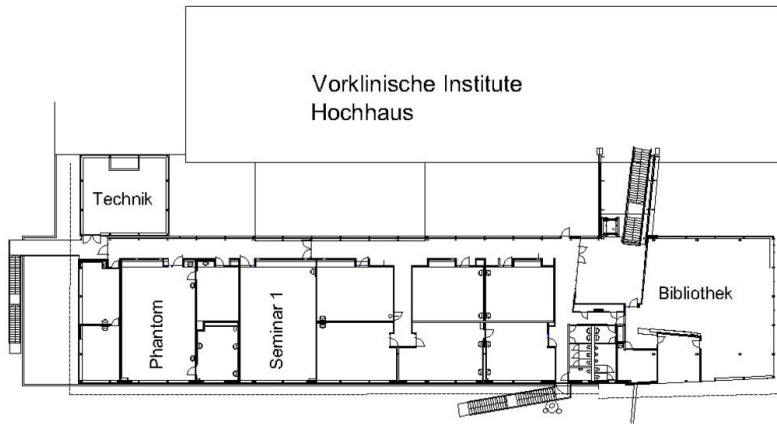 Vorklinische Institute
Hochhaus
Technik
Phantom
Seminar 1
Bibliothek